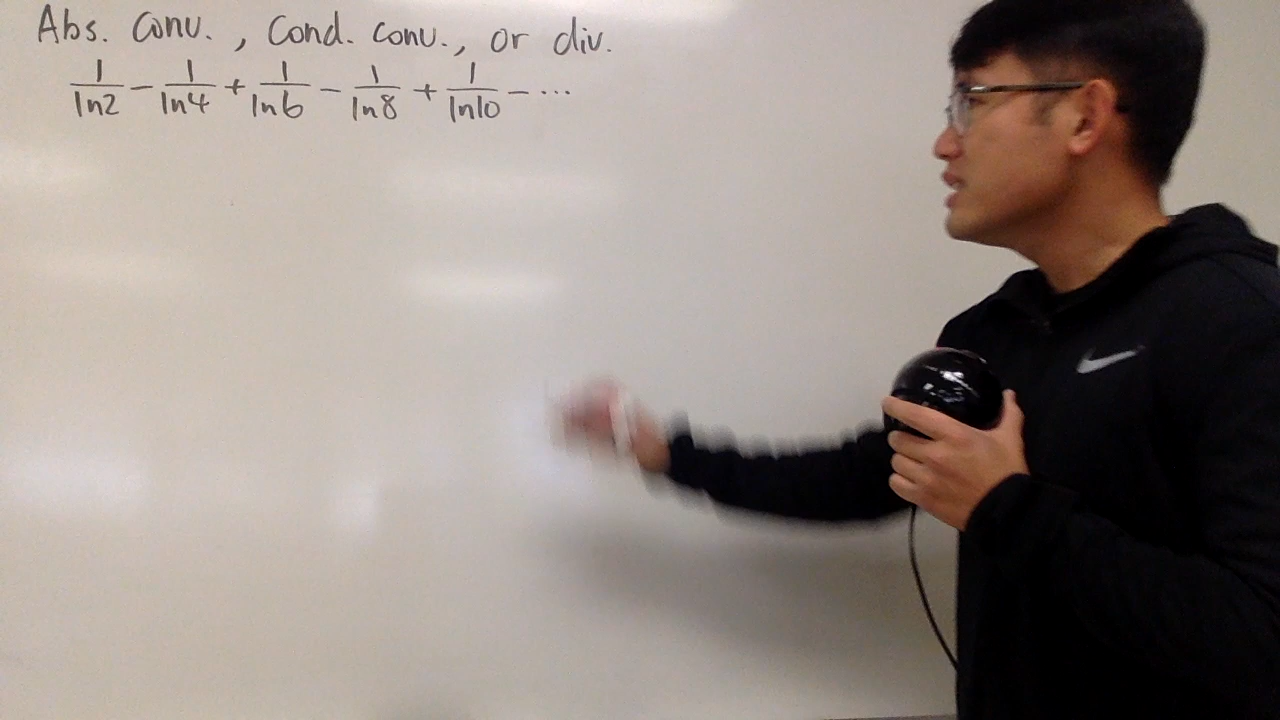 Abs. Conv., Cond. conv., or div.
1/ln2 - 1/ln4 + 1/ln6 - 1/ln8 + 1/ln10 - ...